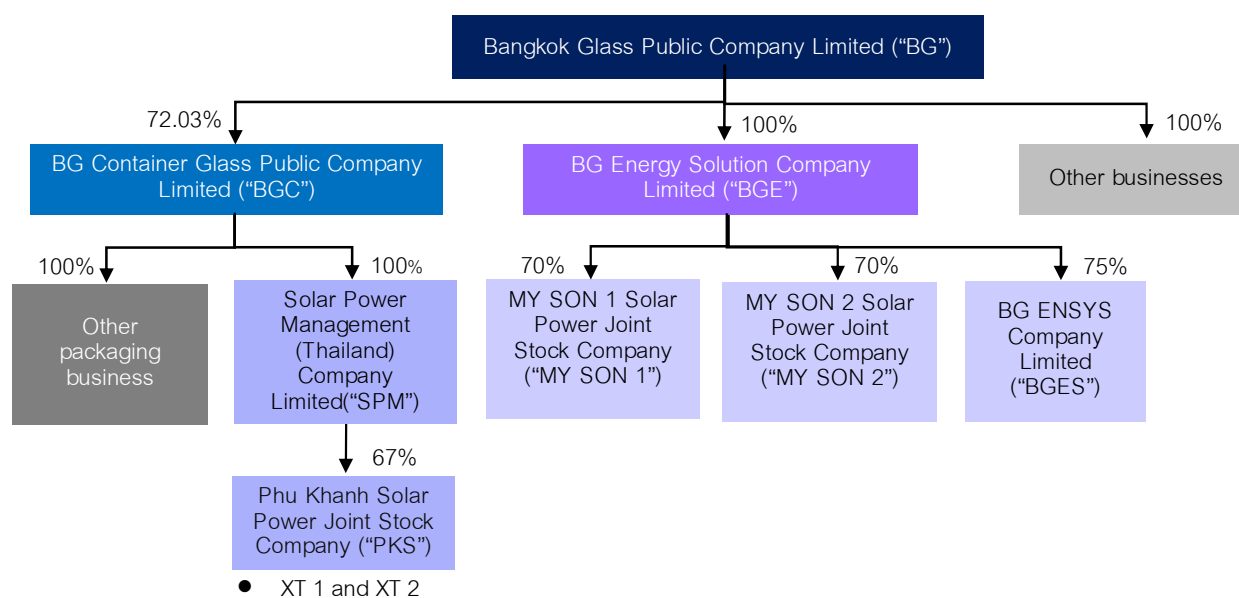 Bangkok Glass Public Company Limited (“BG”)
72.03%
100%
100%
BG Container Glass Public Company
Limited (“BGC”)
BG Energy Solution Company
Limited (“BGE”)
Other businesses
100%
100%
70%
70%
75%
Other
packaging
business
Solar Power
Management
(Thailand)
Company
Limited(“SPM”)
MY SON 1 Solar
Power Joint
Stock Company
(“MY SON 1”)
MY SON 2 Solar
Power Joint
Stock Company
(“MY SON 2”)
BG ENSYS
Company
Limited
(“BGES”)
67%
Phu Khanh Solar
Power Joint Stock
Company (“PKS”)
● XT 1 and XT 2